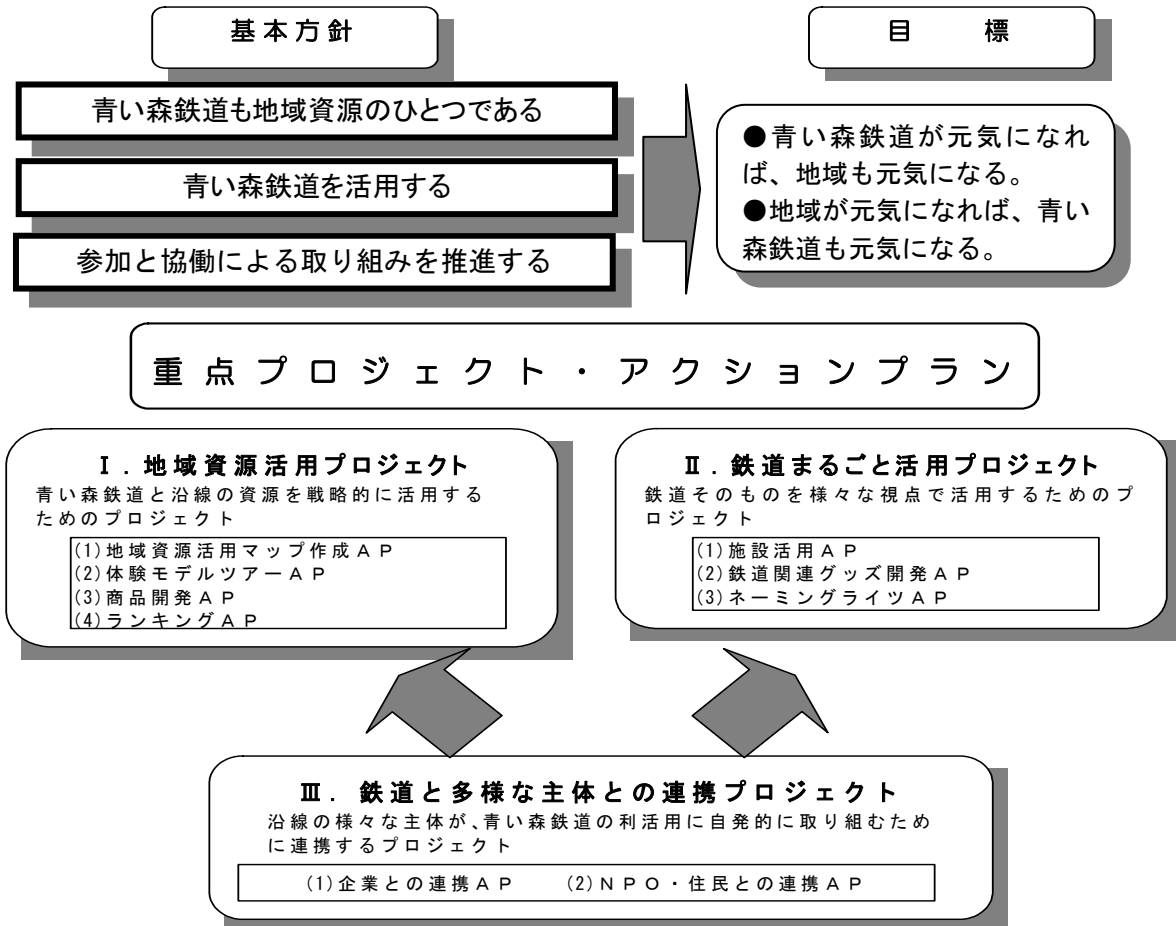 基本方針
目　　標
青い森鉄道も地域資源のひとつである
青い森鉄道を活用する
参加と協働による取り組みを推進する
●青い森鉄道が元気になれ
ば、地域も元気になる。
●地域が元気になれば、青い
森鉄道も元気になる。
重点プロジェクト・アクションプラン
Ⅰ．地域資源活用プロジェクト
青い森鉄道と沿線の資源を戦略的に活用する
ためのプロジェクト
(1)地域資源活用マップ作成ＡＰ
(2)体験モデルツアーＡＰ
(3)商品開発ＡＰ
(4)ランキングＡＰ
Ⅱ．鉄道まるごと活用プロジェクト
鉄道そのものを様々な視点で活用するためのプ
ロジェクト
(1)施設活用ＡＰ
(2)鉄道関連グッズ開発ＡＰ
(3)ネーミングライツＡＰ
Ⅲ．鉄道と多様な主体との連携プロジェクト
沿線の様々な主体が、青い森鉄道の利活用に自発的に取り組むため
に連携するプロジェクト
(1)企業との連携ＡＰ　　(2)ＮＰＯ・住民との連携ＡＰ